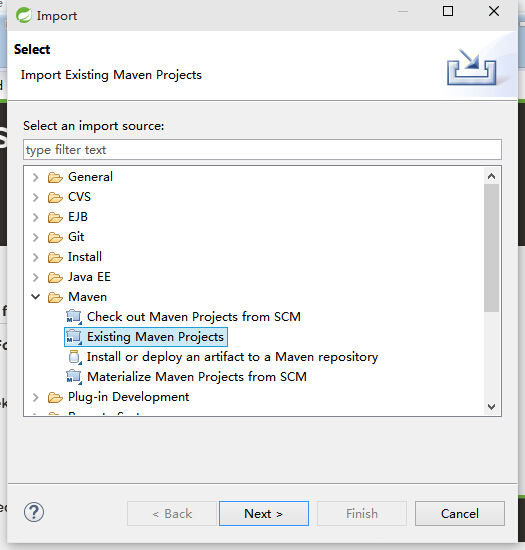 Import
Select
Import Existing Maven Projects
Select an import source:
type filter text
General
CVS
EJB
Git
Install
Java EE
Maven
Check out Maven Projects from SCM
Existing Maven Projects
Install or deploy an artifact to a Maven repository
Materialize Maven Projects from SCM
Plug-in Development
< Back
Next >
Finish
Cancel